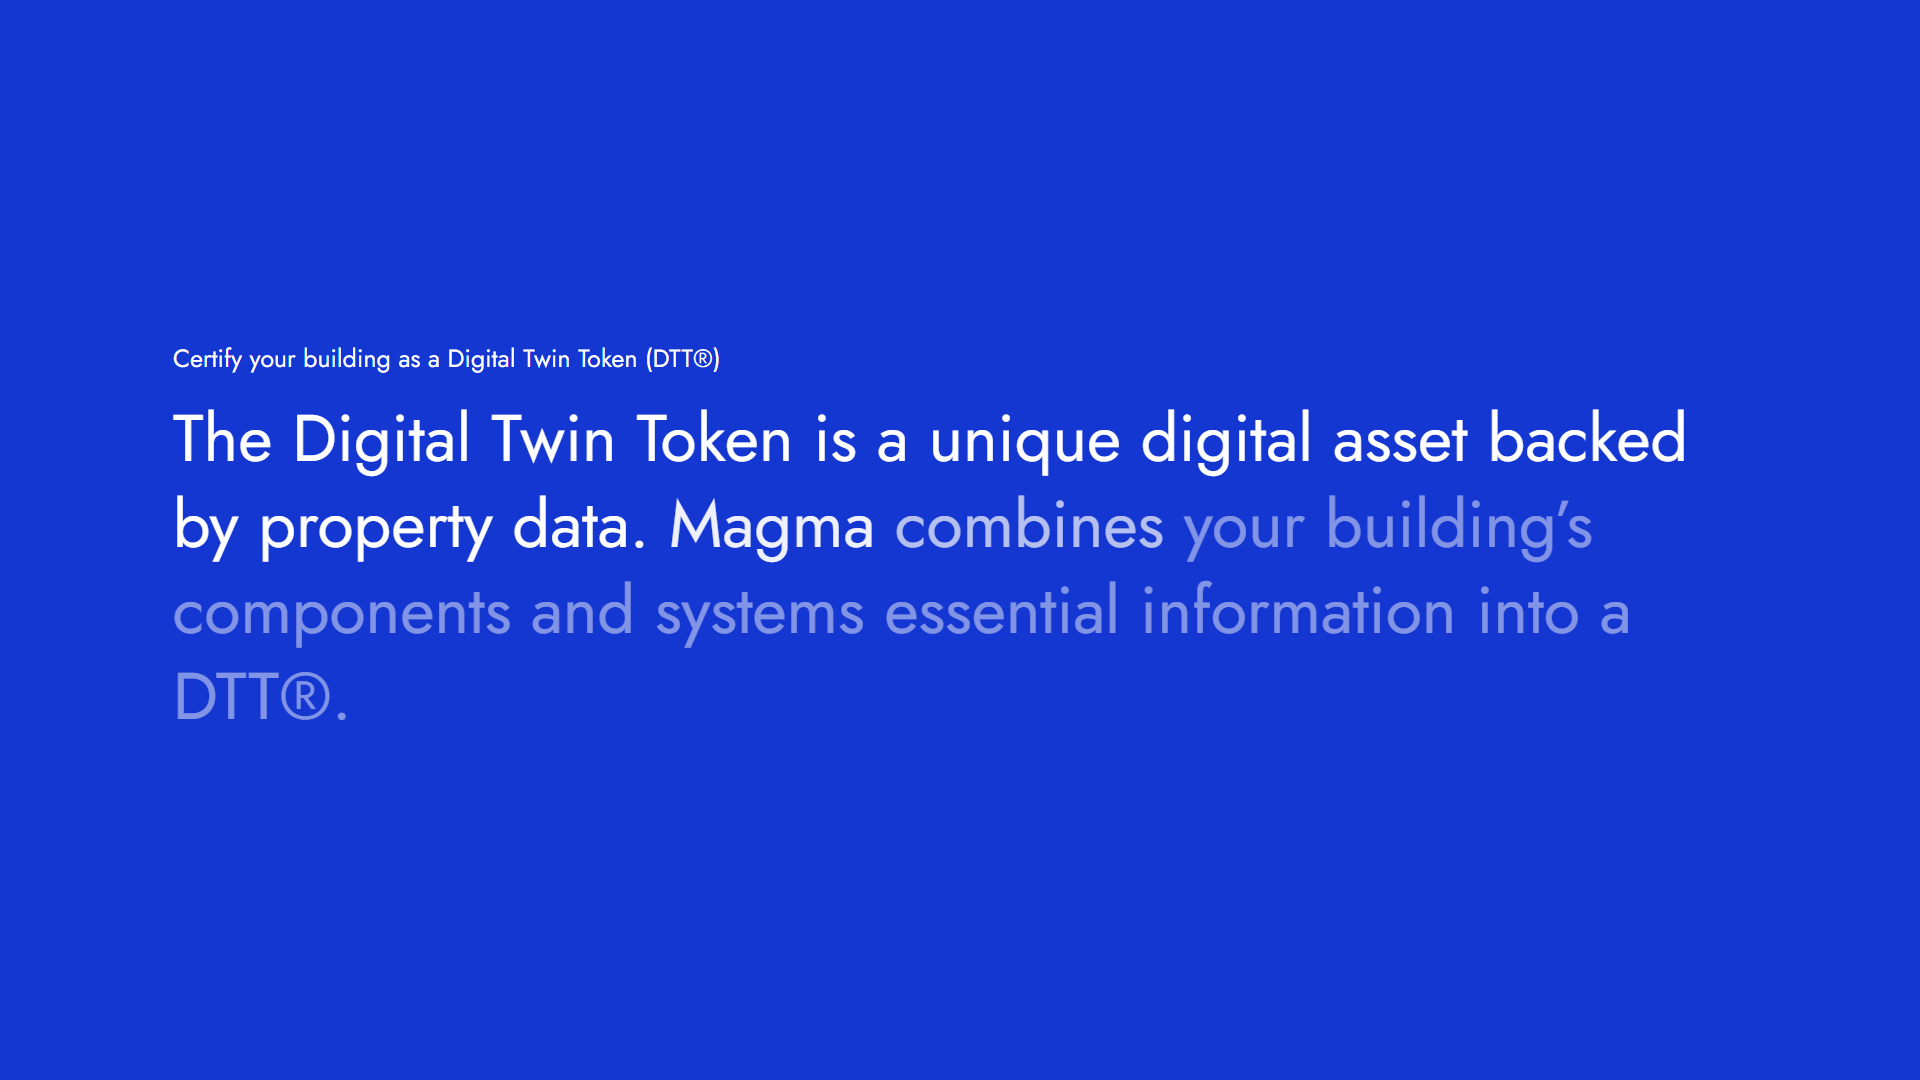 Certify your building as a Digital Twin Token (DTT®)
The Digital Twin Token is a unique digital asset backed
by property data. Magma combines your building’s
components and systems essential information into a
DTT®.